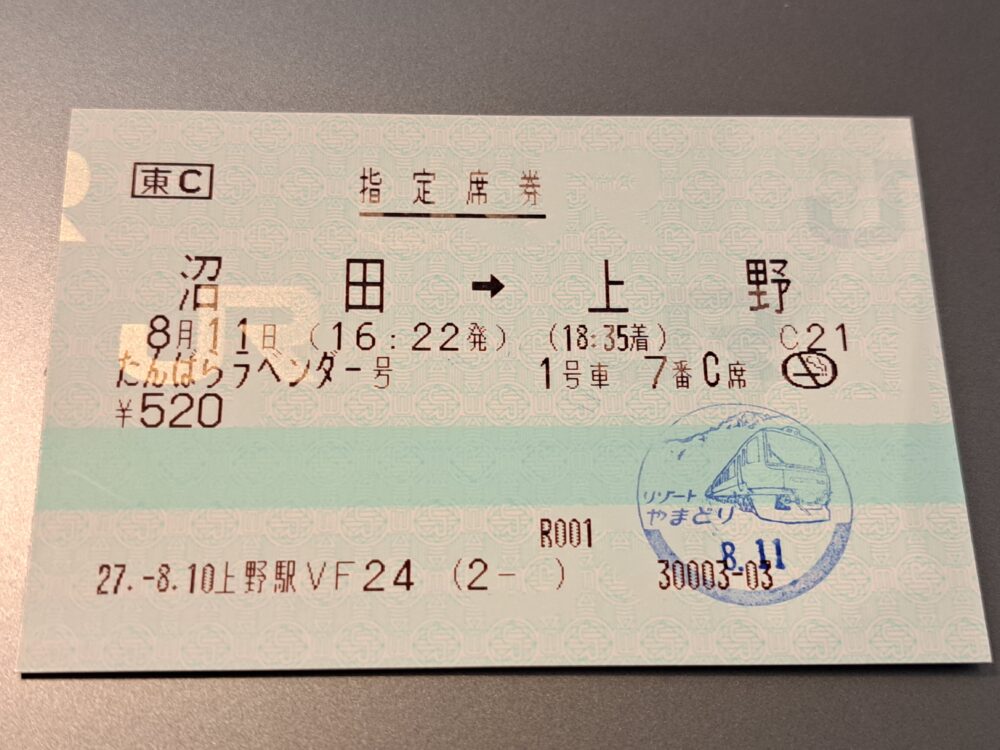 東C 指定席券
沼田 → 上野
8月11日 (16:22発) (18:35着) C21
たんばらラベンダー号 1号車 7番C席
¥520
リゾート
やまどり
8.11
R001
27.-8.10上野駅VF24 (2- ) 30003-03
JR